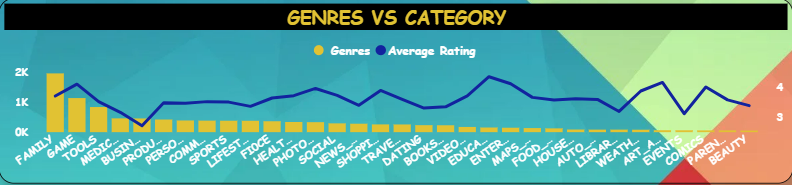 GENRES VS CATEGORY
Genres Average Rating
2K
1K
0K
4
3
FAMILY
GAME
TOOLS
MEDIC...
BUSIN...
PRODU...
PERSO...
COMM...
SPORTS
LIFEST...
FIDCE
HEALT...
PHOTO...
SOCIAL
NEWS...
SHOPPI...
TRAVE...
DATING
BOOKS...
VIDEO...
EDUCA...
ENTER...
MAPS...
FOOD...
HOUSE...
AUTO...
LIBRAR...
WEATH...
ART_A...
EVENTS
COMICS
PAREN...
BEAUTY